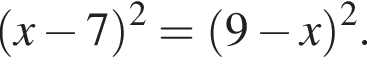 (x − 7)² = (9 − x)².